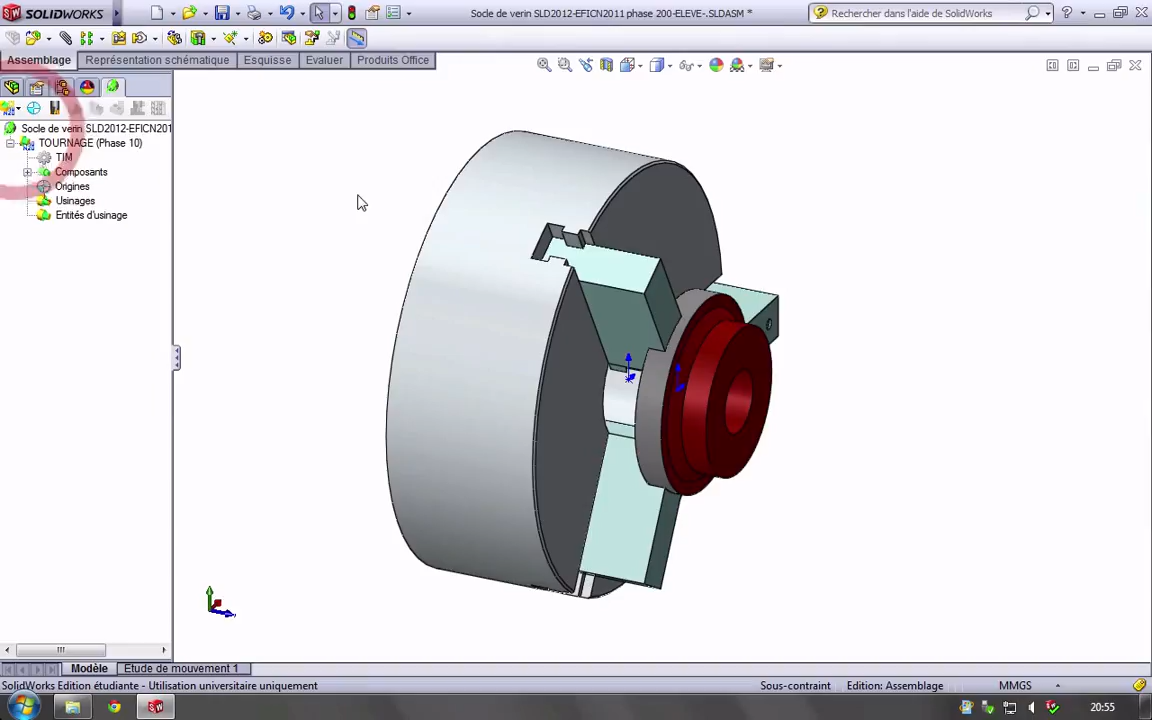 SOLIDWORKS
Socle de verin SLD2012-EFICN2011 phase 200-ELEVE-.SLDASM *
Rechercher dans l'aide de SolidWorks
Assemblage
Représentation schématique
Esquisse
Evaluer
Produits Office
Socle de verin SLD2012-EFICN201
TOURNAGE (Phase 10)
TIM
Composants
Origines
Usinages
Entités d'usinage
Modèle
Etude de mouvement 1
SolidWorks Edition étudiante - Utilisation universitaire uniquement
Sous-contraint
Edition: Assemblage
MMGS
20:55